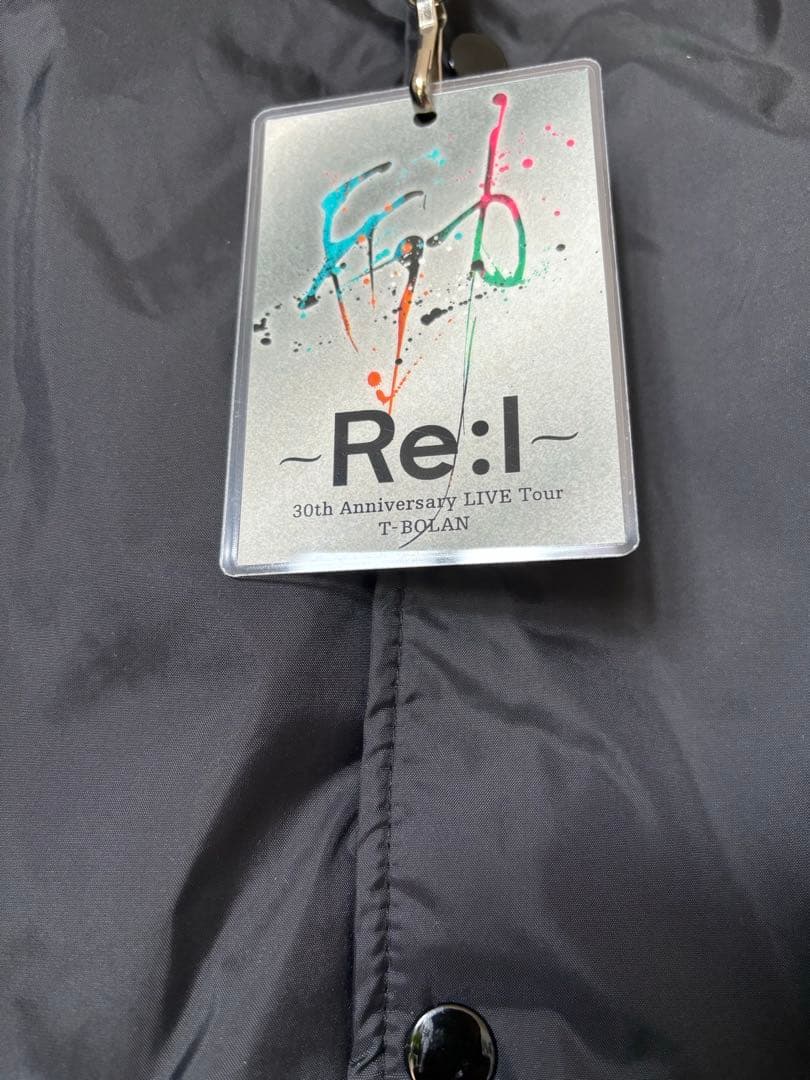 ~Re:I~
30th Anniversary LIVE Tour
T-BOLAN